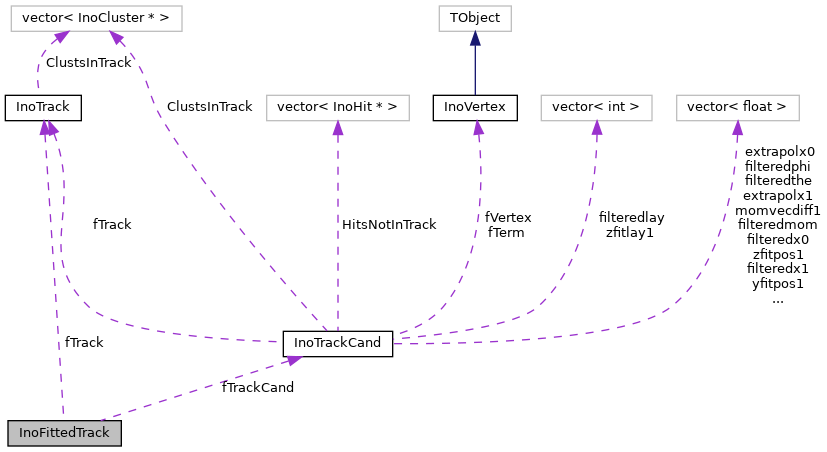 vector< InoCluster * >
TObject
ClustsInTrack
InoTrack
ClustsInTrack
vector< InoHit * >
InoVertex
vector< int >
vector< float >
extrapolx0
filteredphi
filteredthe
extrapolx1
momvecdiff1
filteredmom
filteredx0
zfitpos1
filteredx1
yfitpos1
...
fTrack
HitsNotInTrack
fVertex
fTerm
filteredlay
zfitlay1
fTrack
InoTrackCand
fTrackCand
InoFittedTrack